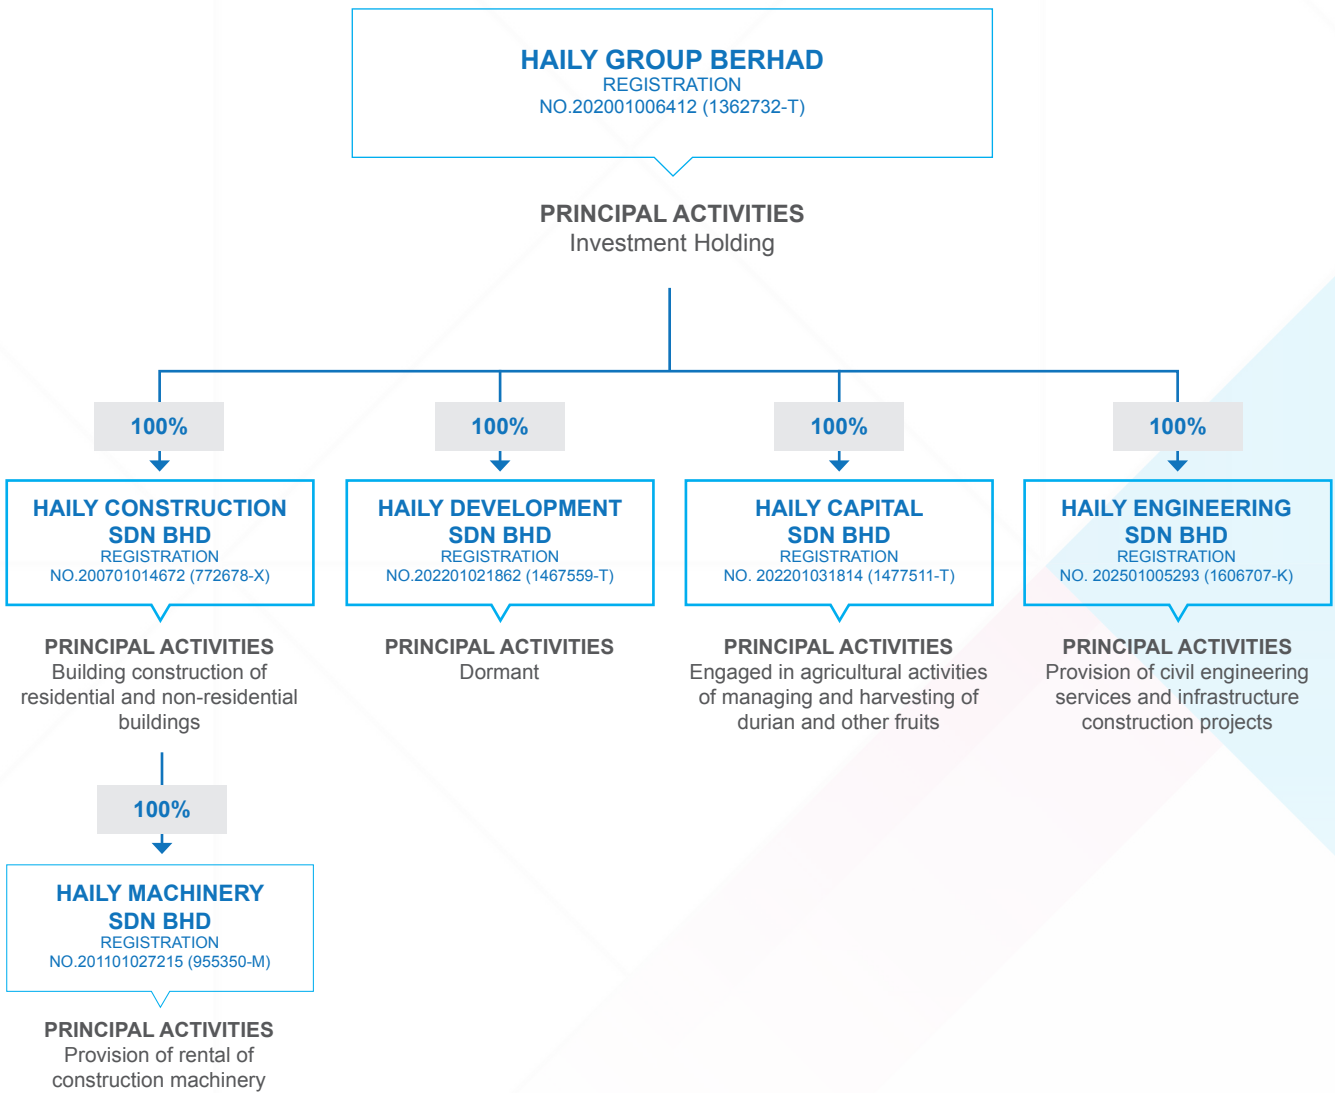 HAILY GROUP BERHAD
REGISTRATION
NO.202001006412 (1362732-T)
PRINCIPAL ACTIVITIES
Investment Holding
100%
100%
100%
100%
HAILY CONSTRUCTION
SDN BHD
REGISTRATION
NO.200701014672 (772678-X)
PRINCIPAL ACTIVITIES
Building construction of
residential and non-residential
buildings
HAILY DEVELOPMENT
SDN BHD
REGISTRATION
NO.202201021862 (1467559-T)
PRINCIPAL ACTIVITIES
Dormant
HAILY CAPITAL
SDN BHD
REGISTRATION
NO. 202201031814 (1477511-T)
PRINCIPAL ACTIVITIES
Engaged in agricultural activities
of managing and harvesting of
durian and other fruits
HAILY ENGINEERING
SDN BHD
REGISTRATION
NO. 202501005293 (1606707-K)
PRINCIPAL ACTIVITIES
Provision of civil engineering
services and infrastructure
construction projects
100%
HAILY MACHINERY
SDN BHD
REGISTRATION
NO.201101027215 (955350-M)
PRINCIPAL ACTIVITIES
Provision of rental of
construction machinery